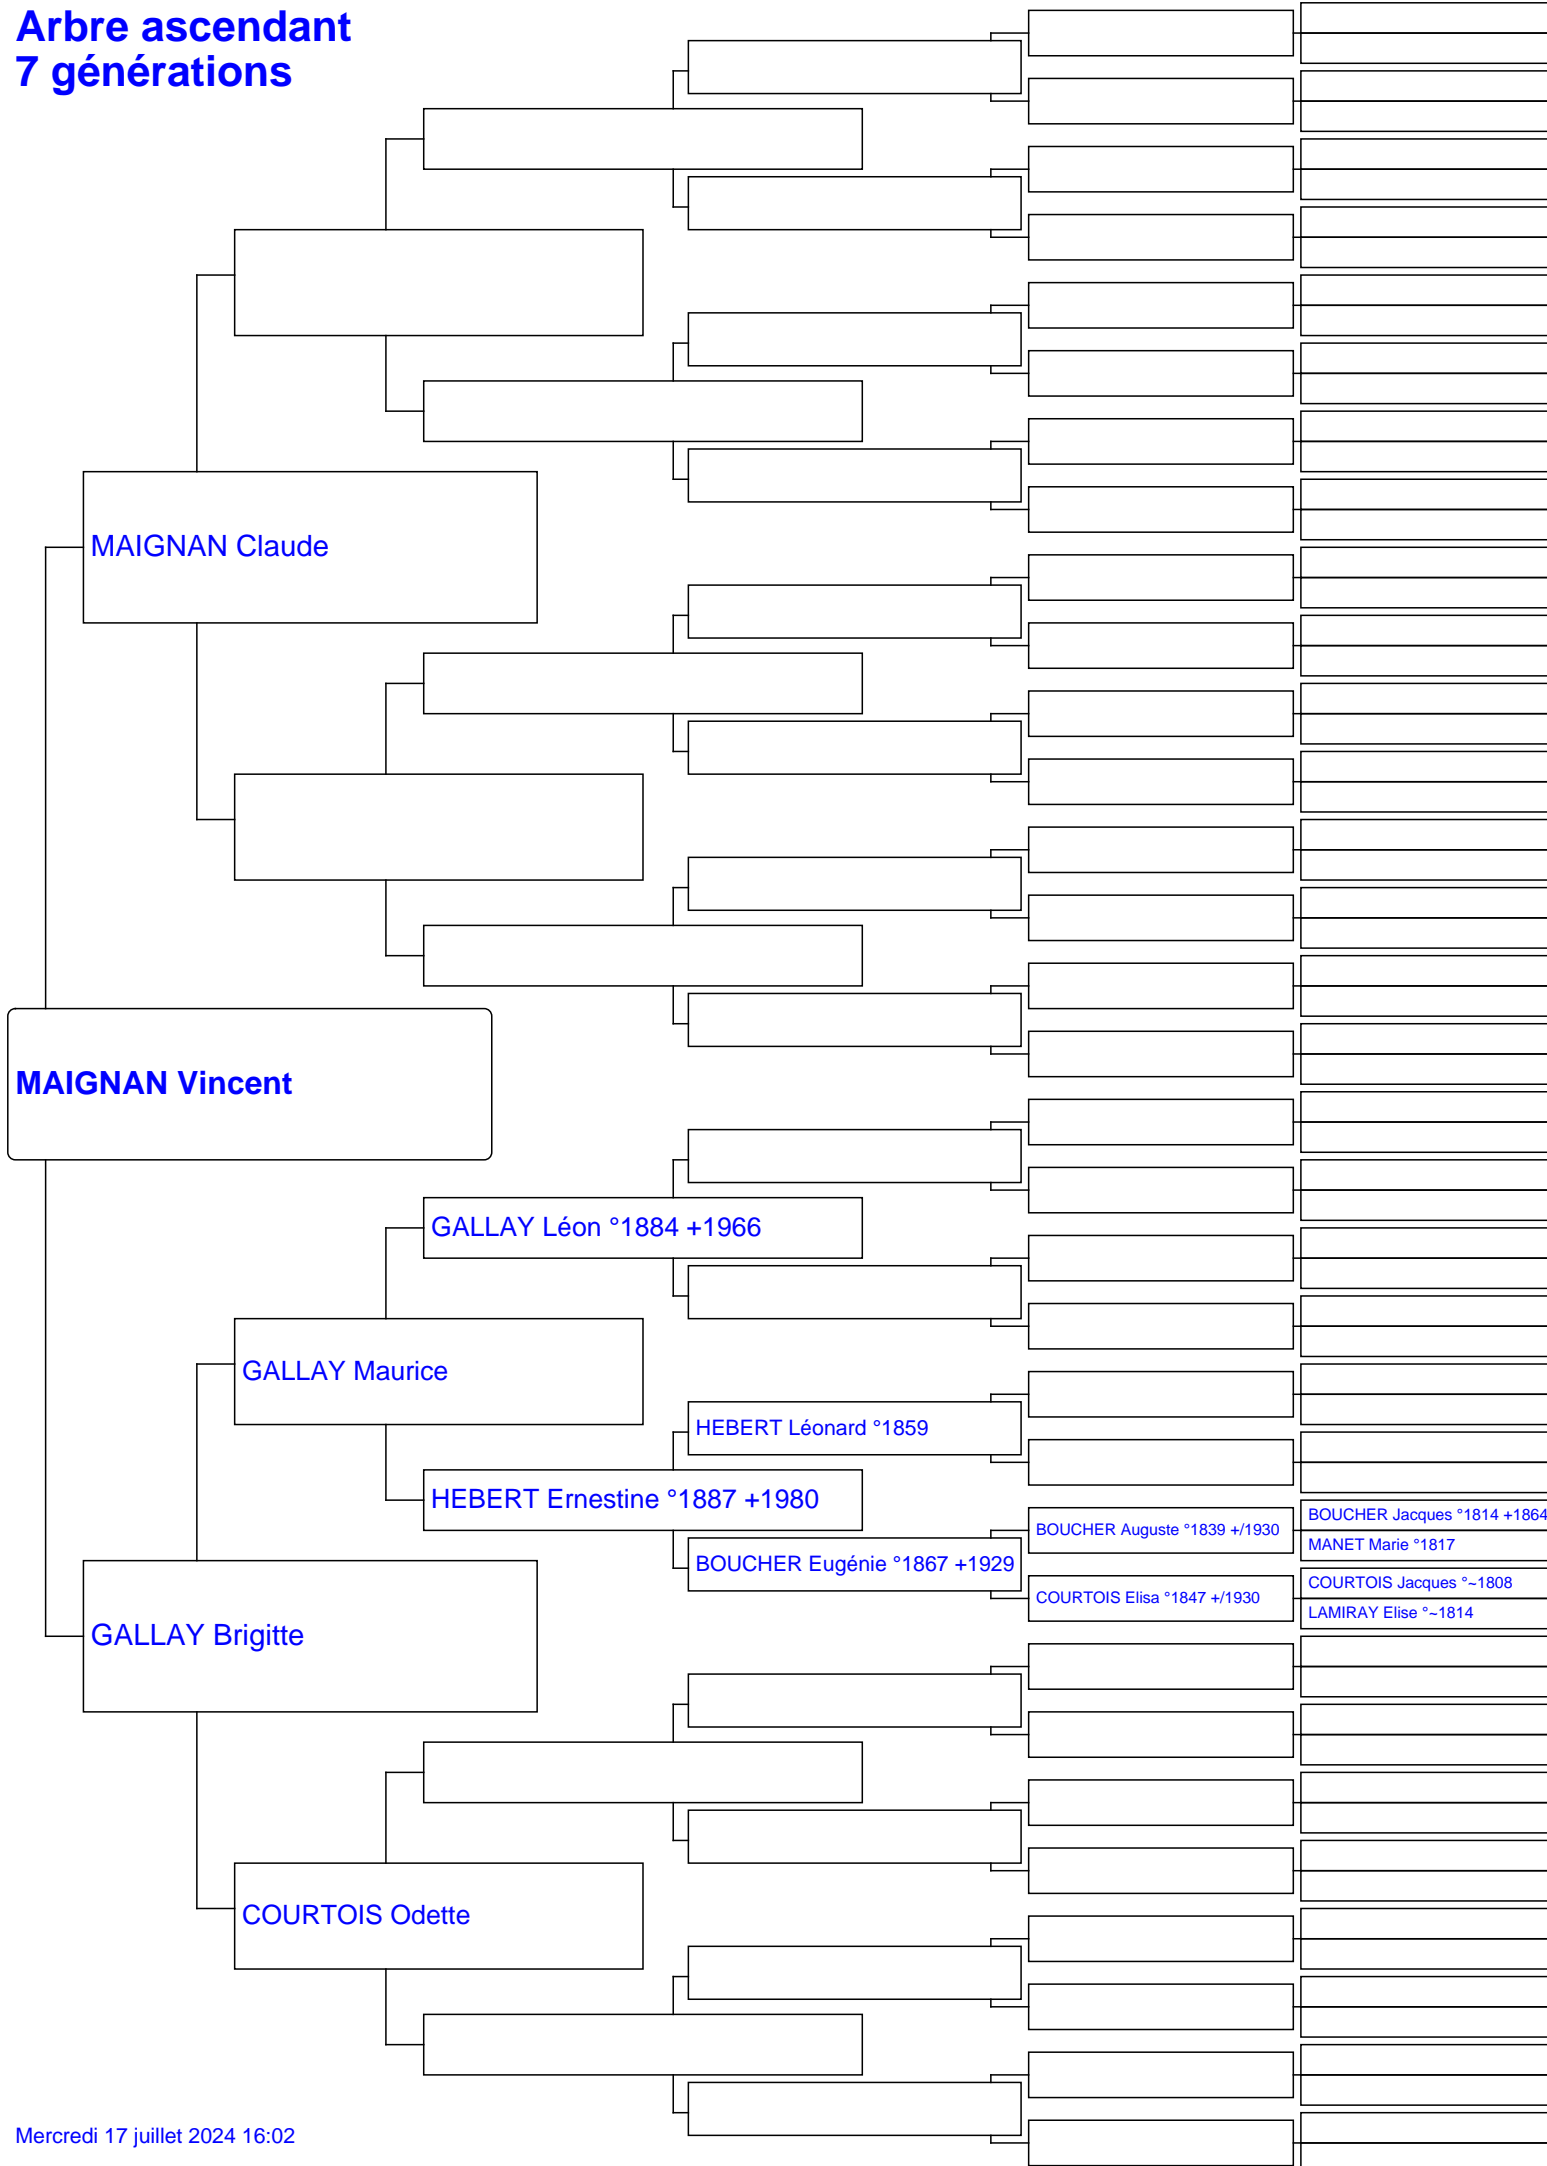 Arbre ascendant
7 générations
MAIGNAN Claude
MAIGNAN Vincent
GALLAY Léon °1884 +1966
GALLAY Maurice
HEBERT Léonard °1859
HEBERT Ernestine °1887 +1980
BOUCHER Jacques °1814 +1864
BOUCHER Auguste °1839 +/1930
MANET Marie °1817
BOUCHER Eugénie °1867 +1929
COURTOIS Jacques °~1808
COURTOIS Elisa °1847 +/1930
LAMIRAY Elise °~1814
GALLAY Brigitte
COURTOIS Odette
Mercredi 17 juillet 2024 16:02